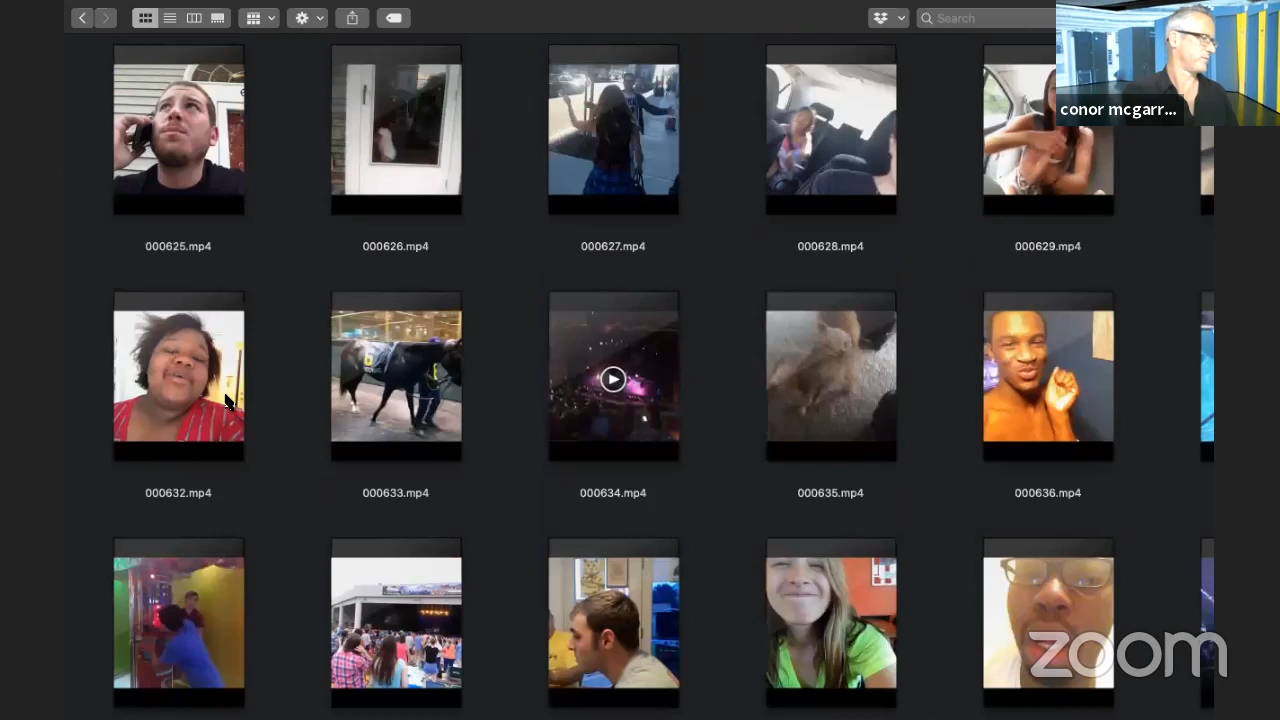 Search
conor mcgarr...
000625.mp4
000626.mp4
000627.mp4
000628.mp4
000629.mp4
000632.mp4
000633.mp4
000634.mp4
000635.mp4
000636.mp4
zoom